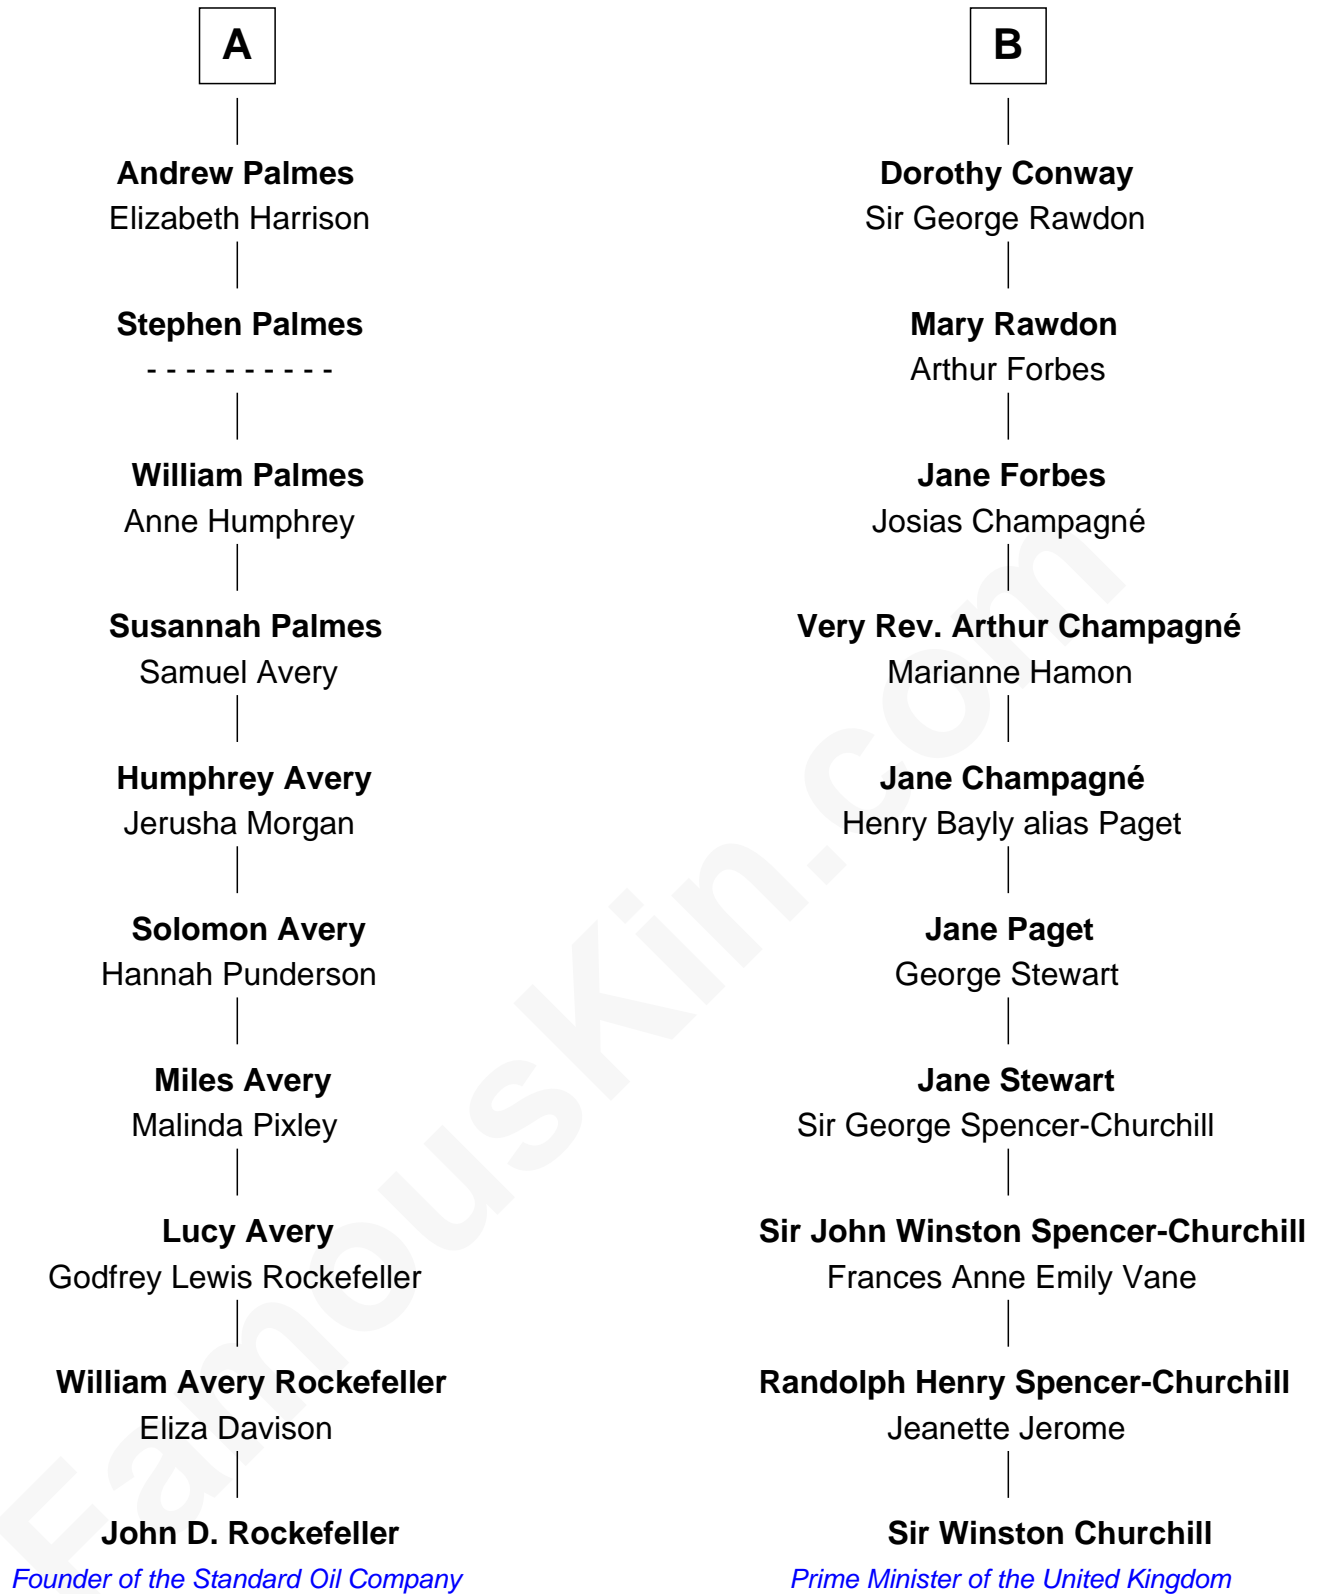 A
Andrew Palmes
Elizabeth Harrison
Stephen Palmes
- - - - - - - - - -
William Palmes
Anne Humphrey
Susannah Palmes
Samuel Avery
Humphrey Avery
Jerusha Morgan
Solomon Avery
Hannah Punderson
Miles Avery
Malinda Pixley
Lucy Avery
Godfrey Lewis Rockefeller
William Avery Rockefeller
Eliza Davison
John D. Rockefeller
Founder of the Standard Oil Company
B
Dorothy Conway
Sir George Rawdon
Mary Rawdon
Arthur Forbes
Jane Forbes
Josias Champagné
Very Rev. Arthur Champagné
Marianne Hamon
Jane Champagné
Henry Bayly alias Paget
Jane Paget
George Stewart
Jane Stewart
Sir George Spencer-Churchill
Sir John Winston Spencer-Churchill
Frances Anne Emily Vane
Randolph Henry Spencer-Churchill
Jeanette Jerome
Sir Winston Churchill
Prime Minister of the United Kingdom
FamousKin.com